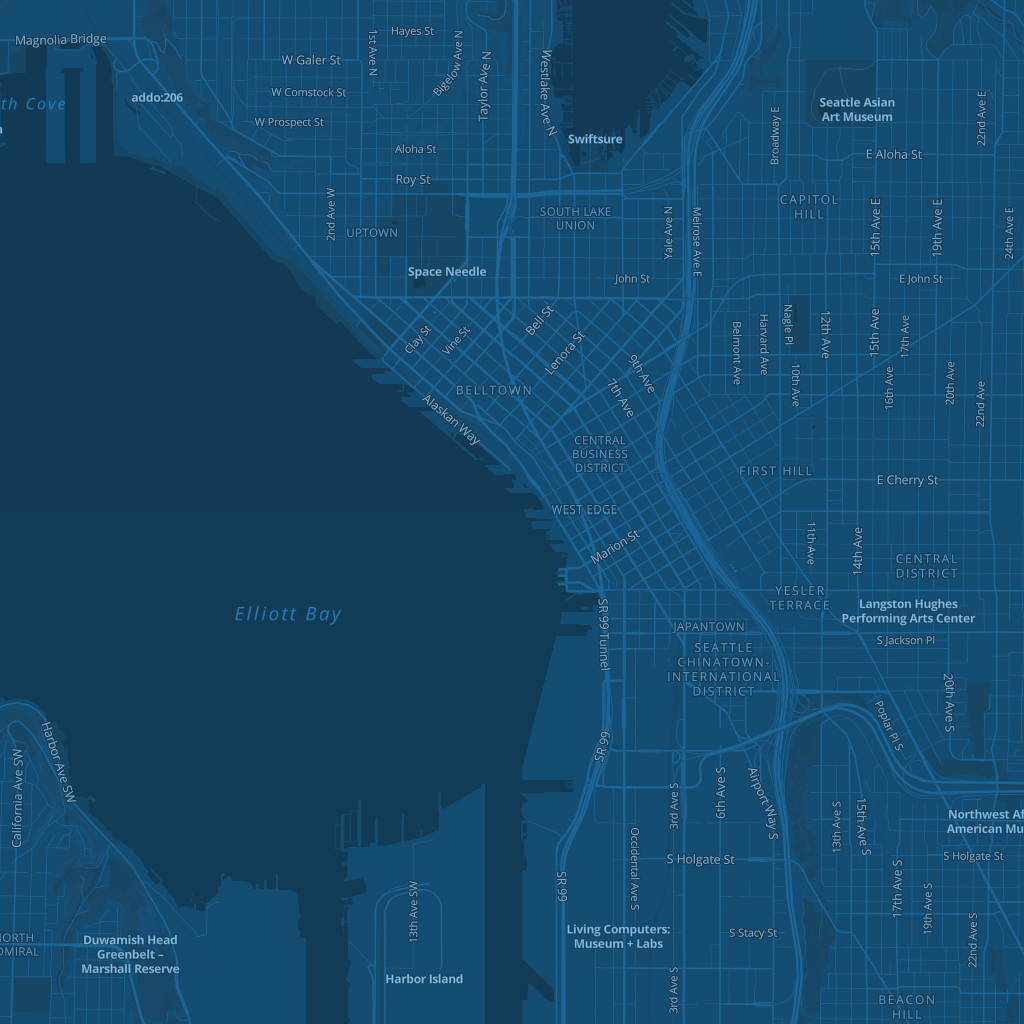 Magnolia Bridge
Hayes St
1st Ave N
Bigelow Ave N
Taylor Ave N
Westlake Ave N
W Galer St
W Comstock St
W Prospect St
addo:206
th Cove
Swiftsure
Seattle Asian
Art Museum
22nd Ave E
Broadway E
Aloha St
E Aloha St
Roy St
2nd Ave W
UPTOWN
SOUTH LAKE
UNION
Yale Ave N
Melrose Ave E
CAPITOL
HILL
15th Ave E
19th Ave E
24th Ave E
Space Needle
John St
E John St
Clay St
Vine St
Bell St
Lenora St
9th Ave
7th Ave
Belmont Ave
Harvard Ave
Nagle Pl
12th Ave
15th Ave
17th Ave
10th Ave
16th Ave
20th Ave
22nd Ave
BELLTOWN
Alaskan Way
CENTRAL
BUSINESS
DISTRICT
FIRST HILL
E Cherry St
WEST EDGE
Marion St
11th Ave
14th Ave
CENTRAL
DISTRICT
YESLER
TERRACE
Langston Hughes
Performing Arts Center
Elliott Bay
SR 99 Tunnel
JAPANTOWN
S Jackson Pl
SEATTLE
CHINATOWN-
INTERNATIONAL
DISTRICT
20th Ave S
Poplar Pl S
SR 99
Harbor Ave SW
California Ave SW
3rd Ave S
6th Ave S
Airport Way S
13th Ave S
15th Ave S
Northwest Af
American Mu
Occidental Ave S
S Holgate St
S Holgate St
SR 99
17th Ave S
19th Ave S
22nd Ave S
13th Ave SW
Living Computers:
Museum + Labs
S Stacy St
ORTH
DMIRAL
Duwamish Head
Greenbelt –
Marshall Reserve
Harbor Island
3rd Ave S
BEACON
HILL